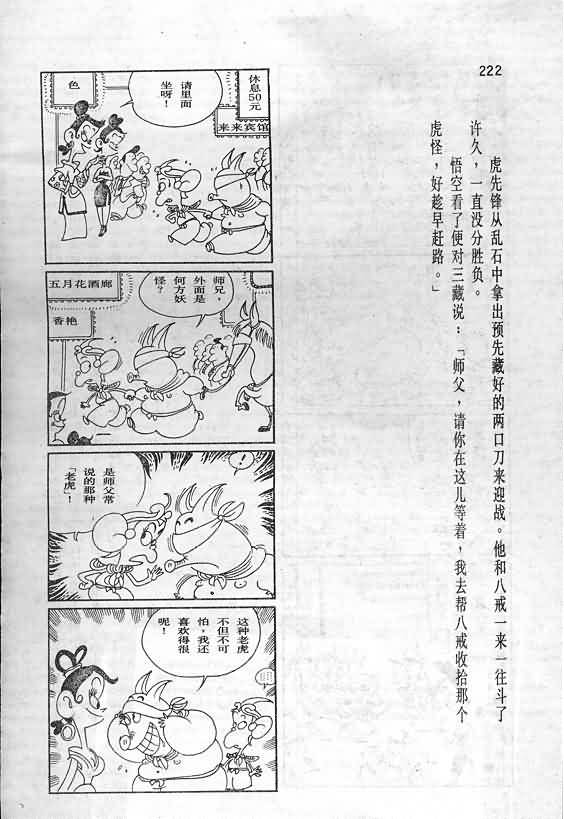 222
虎先锋从乱石中拿出预先藏好的两口刀来迎战。他和八戒一来一往斗了
许久，一直没分胜负。
悟空看了便对三藏说：「师父，请你在这儿等着，我去帮八戒收拾那个
虎怪，好趁早赶路。」
休息
50元
来来宾馆
请里面
坐呀！
色
师兄，
外面是
何方妖
怪？
五月花酒廊
香艳
！
是师父常
说的那种
「老虎」！
这种老虎
不但不可
怕，我还
喜欢得很
呢！